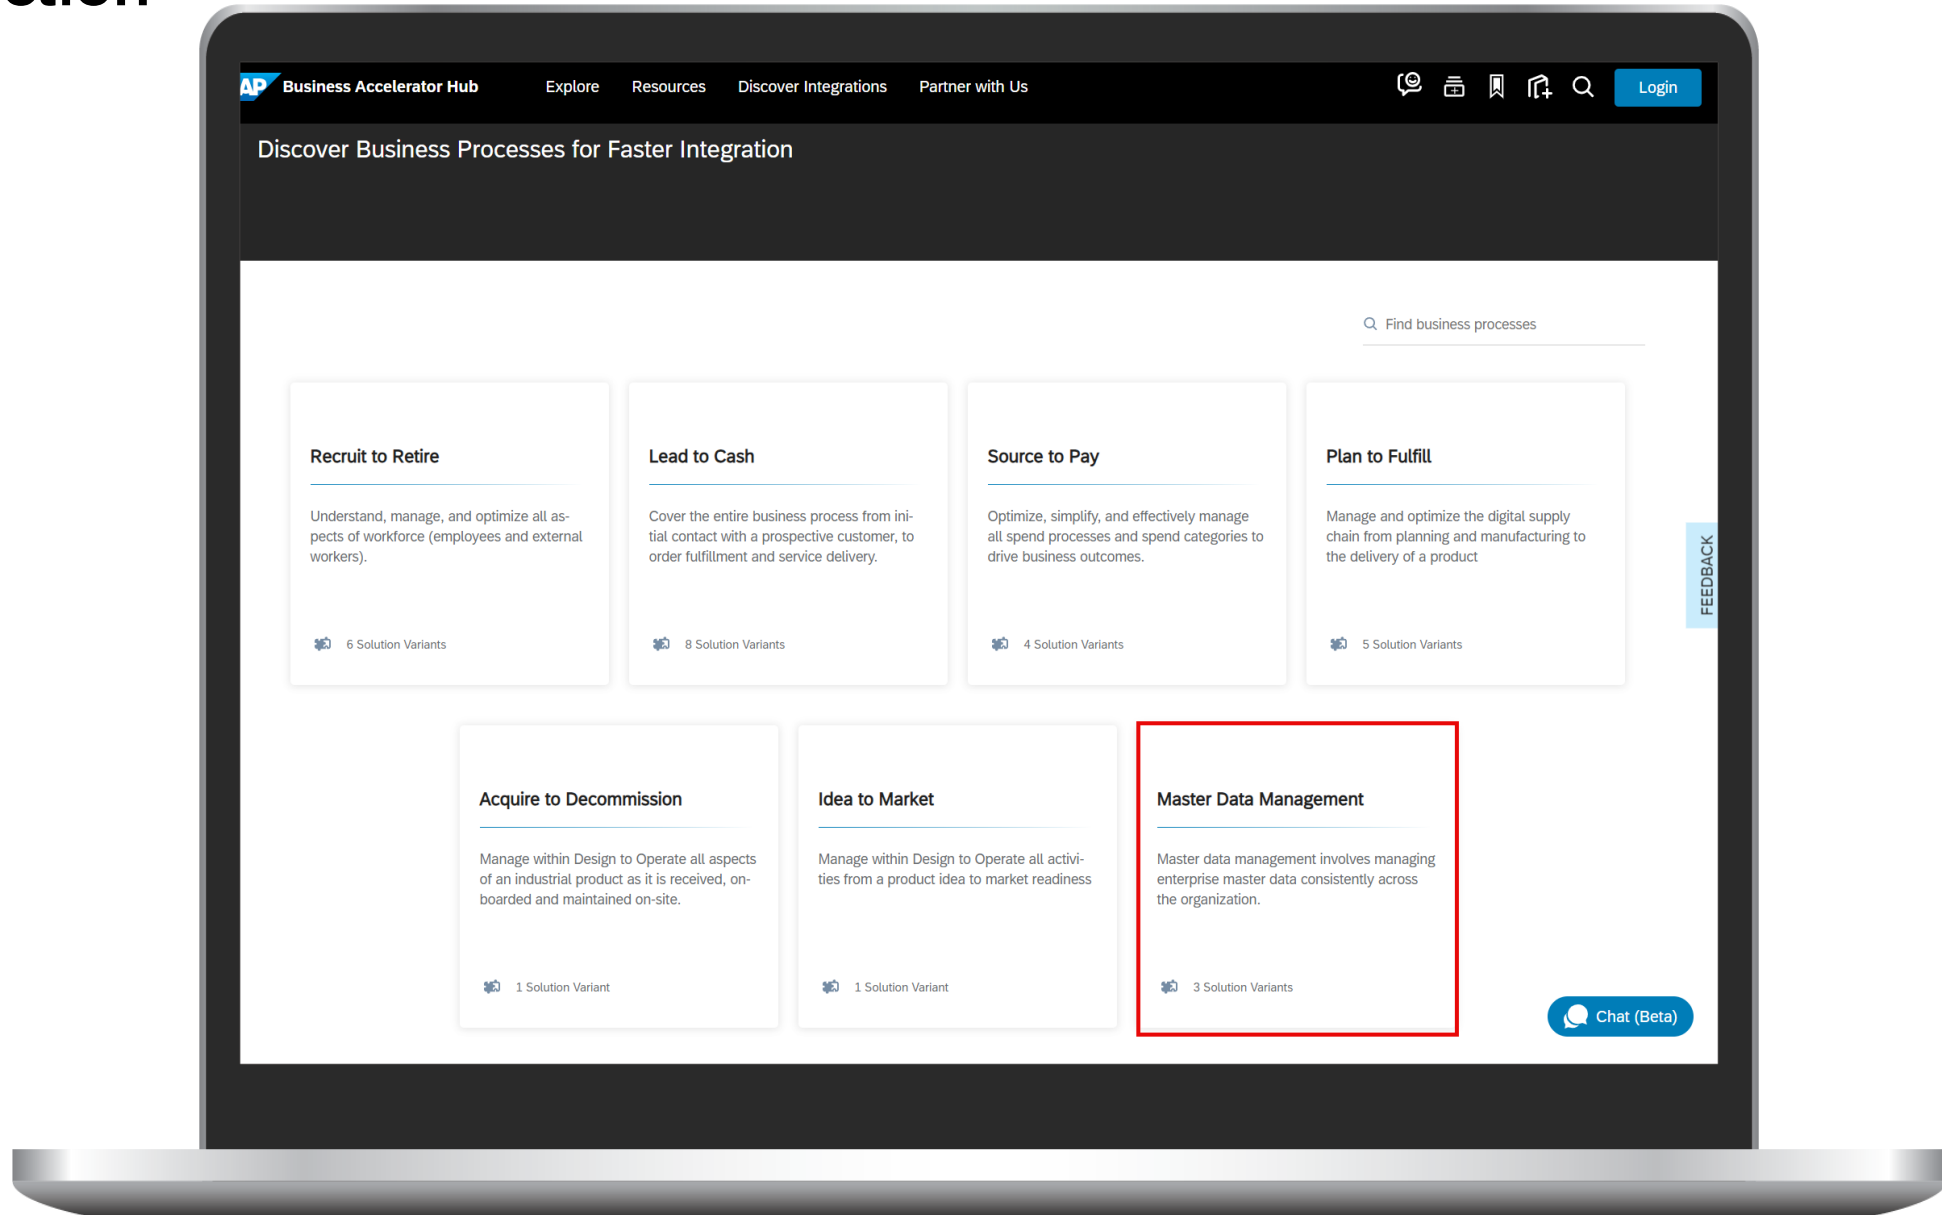 AP Business Accelerator Hub Explore Resources Discover Integrations Partner with Us Login
Discover Business Processes for Faster Integration
Find business processes
Recruit to Retire
Understand, manage, and optimize all as-
pects of workforce (employees and external
workers).
6 Solution Variants
Lead to Cash
Cover the entire business process from ini-
tial contact with a prospective customer, to
order fulfillment and service delivery.
8 Solution Variants
Source to Pay
Optimize, simplify, and effectively manage
all spend processes and spend categories to
drive business outcomes.
4 Solution Variants
Plan to Fulfill
Manage and optimize the digital supply
chain from planning and manufacturing to
the delivery of a product
5 Solution Variants
FEEDBACK
Acquire to Decommission
Manage within Design to Operate all aspects
of an industrial product as it is received, on-
boarded and maintained on-site.
1 Solution Variant
Idea to Market
Manage within Design to Operate all activi-
ties from a product idea to market readiness
1 Solution Variant
Master Data Management
Master data management involves managing
enterprise master data consistently across
the organization.
3 Solution Variants
Chat (Beta)